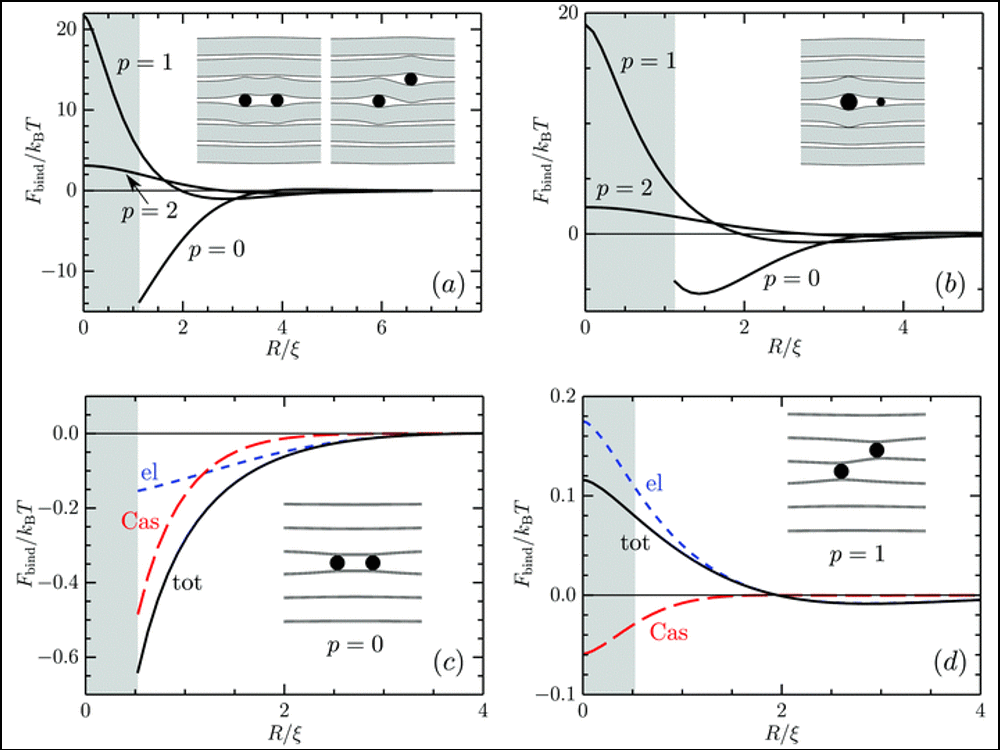 20
10
0
−10
F_bind/k_BT
p = 1
p = 2
p = 0
(a)
0
2
4
6
R/ξ
20
10
0
F_bind/k_BT
p = 1
p = 2
p = 0
(b)
0
2
4
R/ξ
0.0
−0.2
−0.4
−0.6
F_bind/k_BT
el
Cas
tot
p = 0
(c)
0
2
4
R/ξ
0.2
0.1
0.0
−0.1
F_bind/k_BT
el
tot
Cas
p = 1
(d)
0
2
4
R/ξ